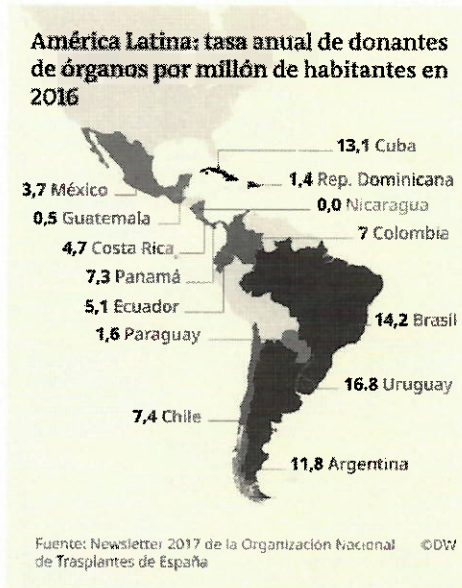 América Latina: tasa anual de donantes
de órganos por millón de habitantes en
2016
13,1 Cuba
3,7 México
1,4 Rep. Dominicana
0,5 Guatemala
0,0 Nicaragua
4,7 Costa Rica
7 Colombia
7,3 Panamá
5,1 Ecuador
1,6 Paraguay
14,2 Brasil
16.8 Uruguay
7,4 Chile
11,8 Argentina
Fuente: Newsletter 2017 de la Organización Nacional ©DW
de Trasplantes de España